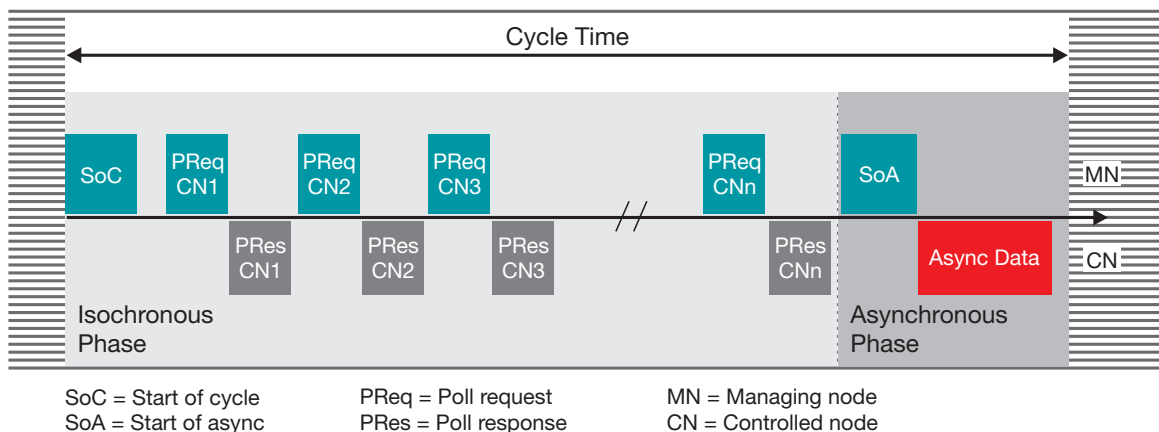 Cycle Time
SoC
PReq
CN1
PReq
CN2
PReq
CN3
PReq
CNn
SoA
MN
PRes
CN1
PRes
CN2
PRes
CN3
PRes
CNn
Async Data
CN
Isochronous
Phase
Asynchronous
Phase
SoC = Start of cycle
PReq = Poll request
MN = Managing node
SoA = Start of async
PRes = Poll response
CN = Controlled node